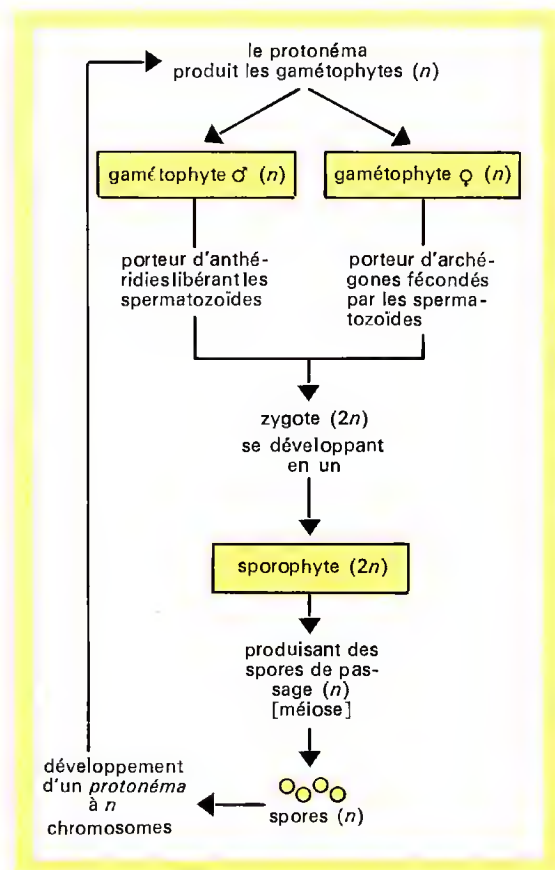 le protonéma
produit les gamétophytes (n)
gamétophyte ♂ (n)
gamétophyte ♀ (n)
porteur d'anthé-
ridies libérant les
spermatozoïdes
porteur d'arché-
gones fécondés
par les sperma-
tozoïdes
zygote (2n)
se développant
en un
sporophyte (2n)
produisant des
spores de pas-
sage (n)
[méiose]
spores (n)
développement
d'un protonéma
à n
chromosomes